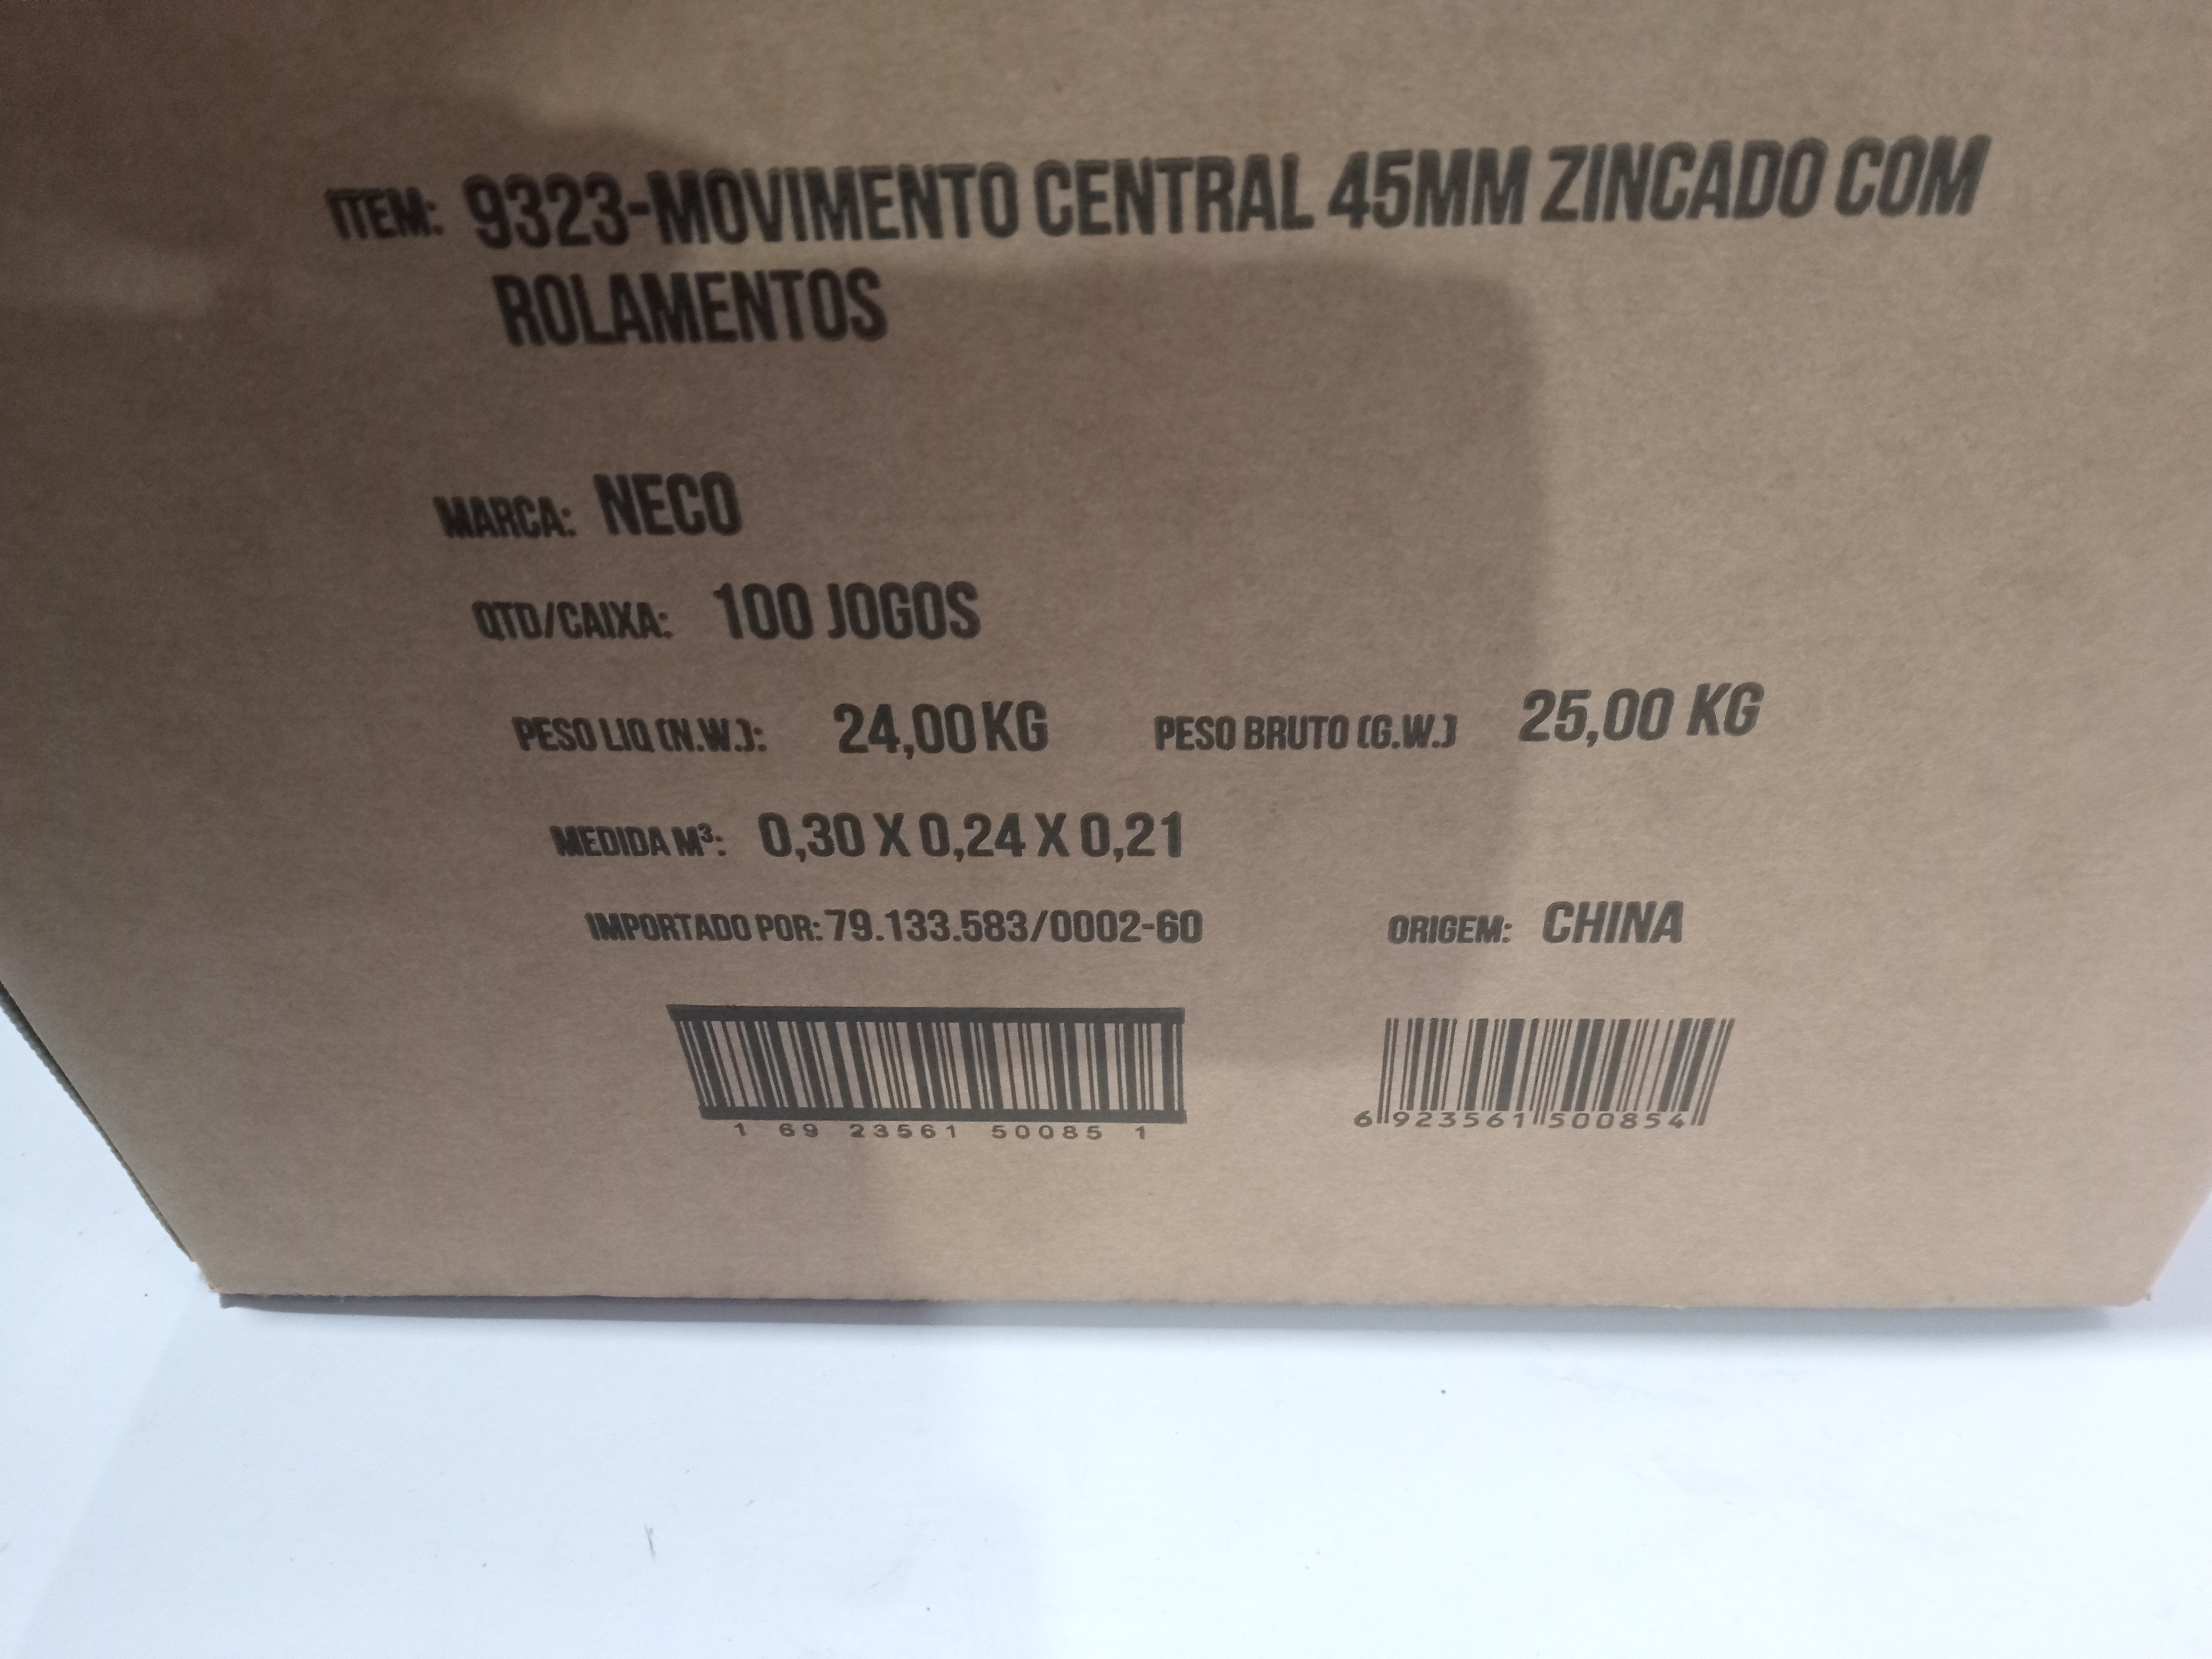 ITEM: 9323-MOVIMENTO CENTRAL 45MM ZINCADO COM
ROLAMENTOS
MARCA: NECO
QTD/CAIXA: 100 JOGOS
PESO LIQ (N.W.): 24,00 KG PESO BRUTO (G.W.) 25,00 KG
MEDIDA M³: 0,30 X 0,24 X 0,21
IMPORTADO POR: 79.133.583/0002-60 ORIGEM: CHINA
1 69 23561 50085 1 6 923561 500854